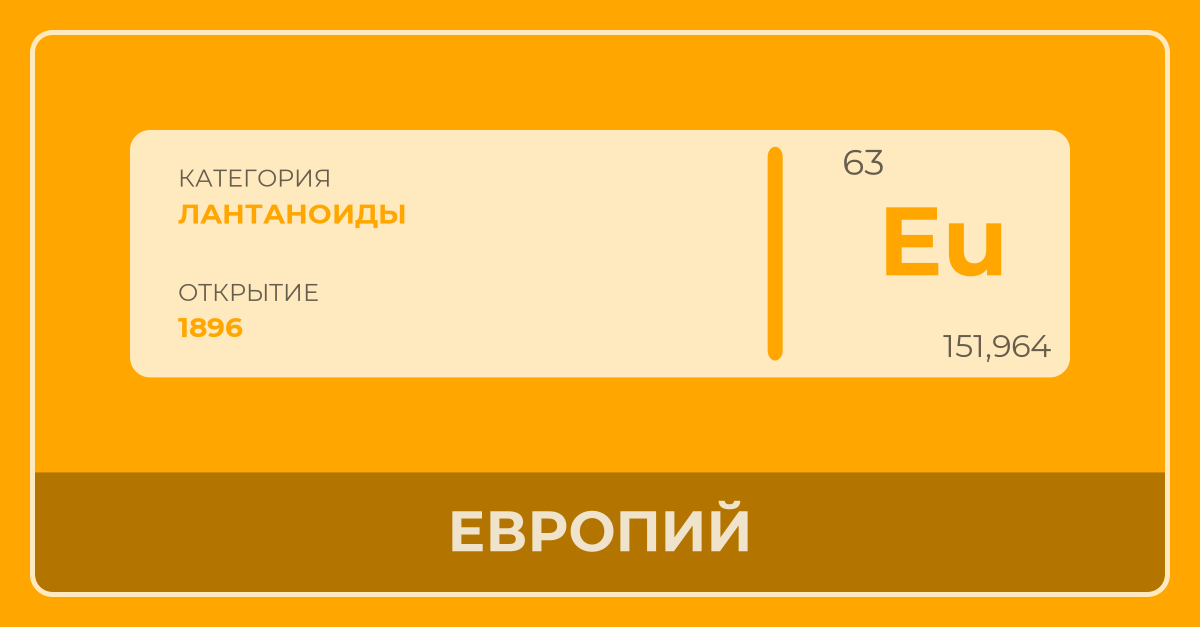 КАТЕГОРИЯ
ЛАНТАНОИДЫ
ОТКРЫТИЕ
1896
63
Eu
151,964
ЕВРОПИЙ